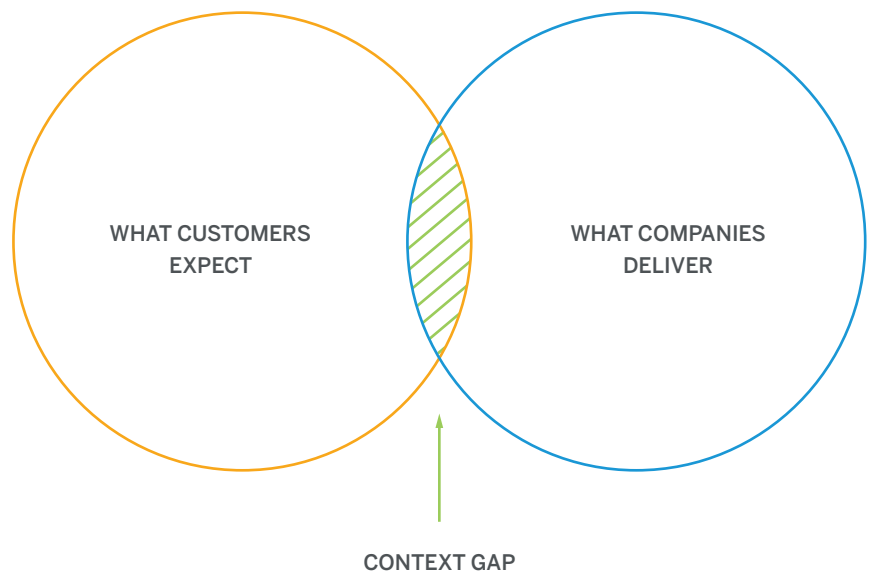 WHAT CUSTOMERS
EXPECT
WHAT COMPANIES
DELIVER
CONTEXT GAP